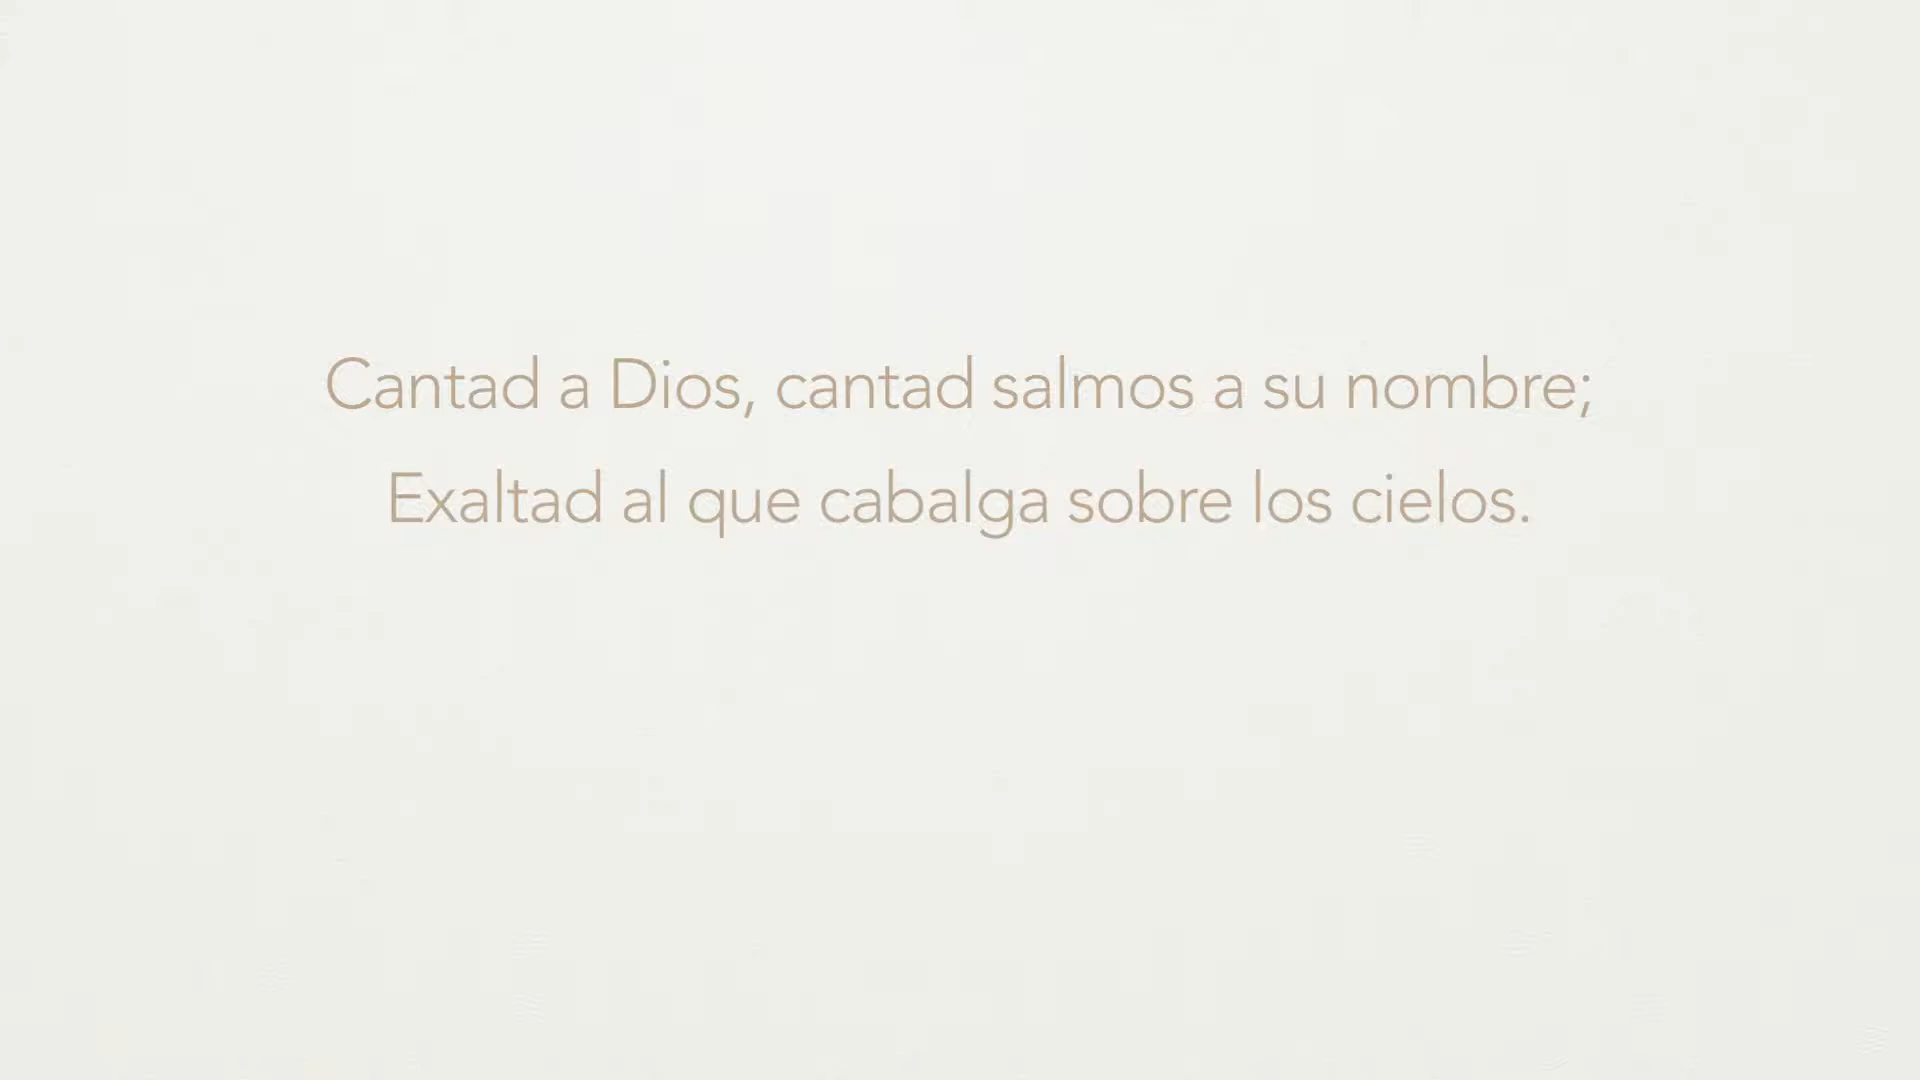 Cantad a Dios, cantad salmos a su nombre;
Exaltad al que cabalga sobre los cielos.